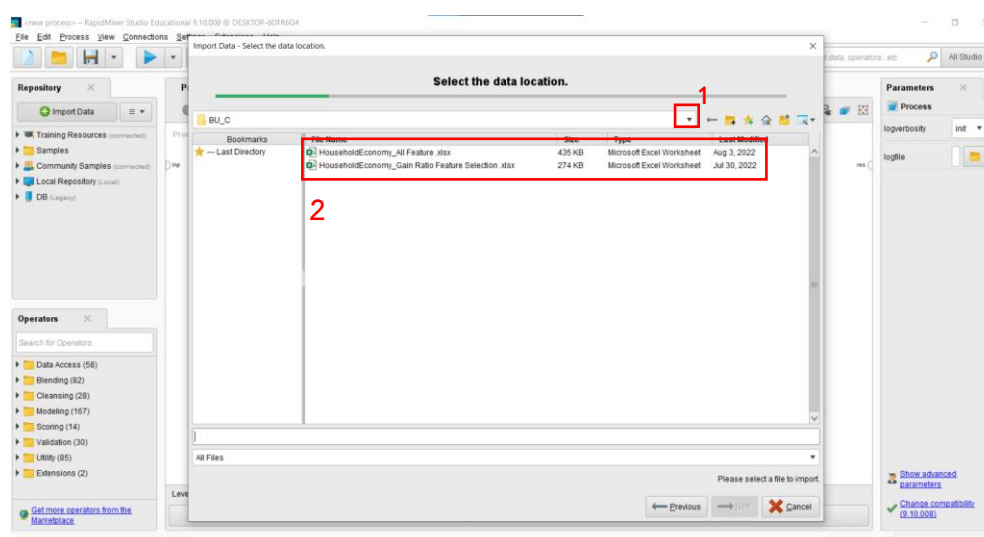 <new process> – RapidMiner Studio Educational 9.10.008 @ DESKTOP-6OTR6G4
File Edit Process View Connections
Import Data - Select the data location.
Select the data location.
1
BU_C
Bookmarks File Name Size Type Last Modified
--- Last Directory
HouseholdEconomy_All Feature .xlsx 435 KB Microsoft Excel Worksheet Aug 3, 2022
HouseholdEconomy_Gain Ratio Feature Selection .xlsx 274 KB Microsoft Excel Worksheet Jul 30, 2022
2
All Files
Please select a file to import.
Previous Cancel
Repository
Import Data
Training Resources (connected)
Samples
Community Samples (connected)
Local Repository (Local)
DB (Legacy)
Operators
Search for Operators
Data Access (58)
Blending (82)
Cleansing (28)
Modeling (167)
Scoring (14)
Validation (30)
Utility (85)
Extensions (2)
Get more operators from the
Marketplace
inp
Leve
data, operators...etc
All Studio
res
Parameters
Process
logverbosity init
logfile
Show advanced
parameters
Change compatibility
(9.10.008)